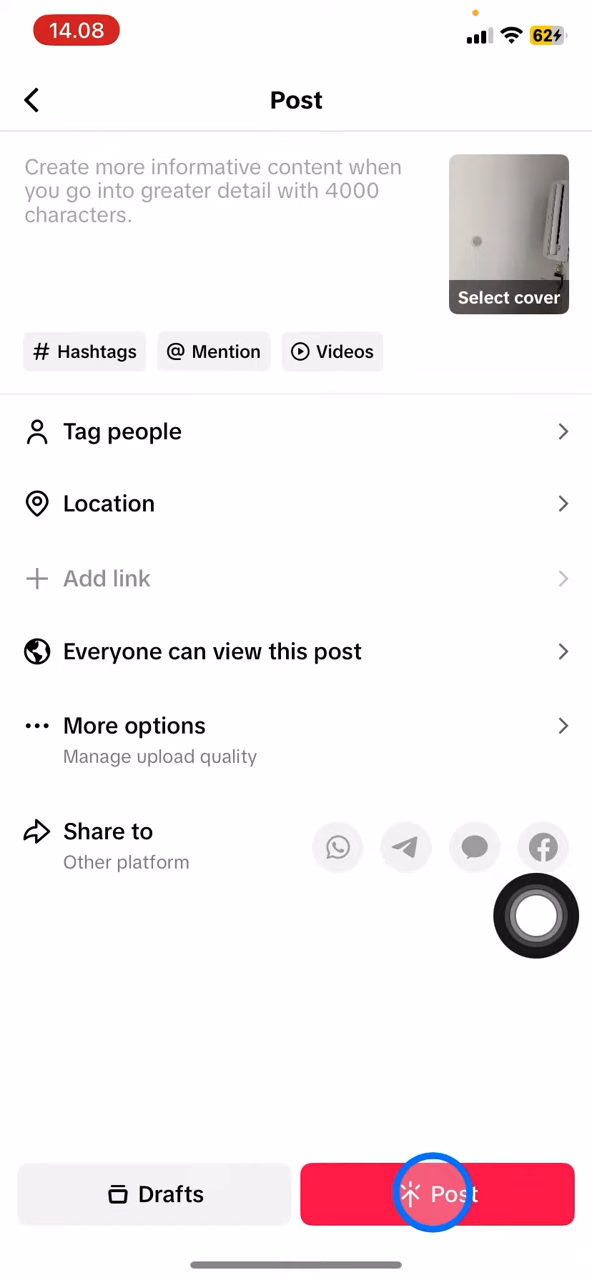 14.08
62
Post
Create more informative content when
you go into greater detail with 4000
characters.
Select cover
# Hashtags
@ Mention
Videos
Tag people
Location
Add link
Everyone can view this post
More options
Manage upload quality
Share to
Other platform
Drafts
Post